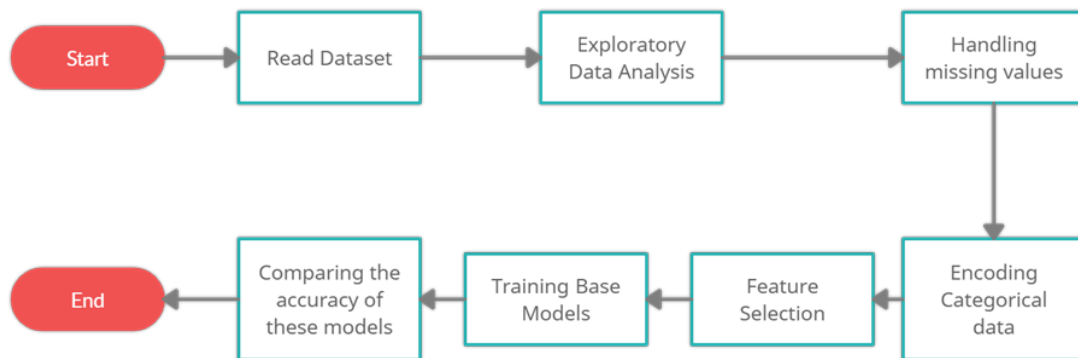 Start
Read Dataset
Exploratory
Data Analysis
Handling
missing values
Encoding
Categorical
data
Feature
Selection
Training Base
Models
Comparing the
accuracy of
these models
End